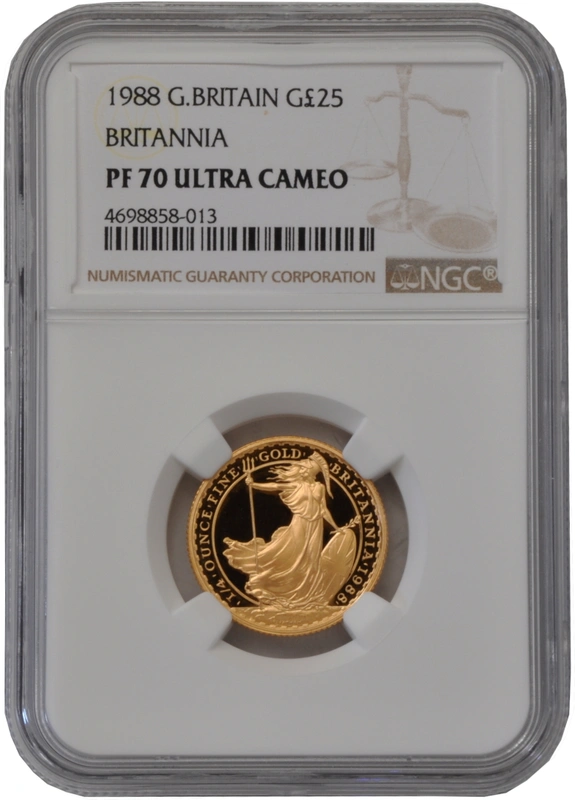 1988 G.BRITAIN G£25
BRITANNIA
PF 70 ULTRA CAMEO
4698858-013
NUMISMATIC GUARANTY CORPORATION
NGC®
·1/4·OUNCE·FINE·GOLD·BRITANNIA·1988·